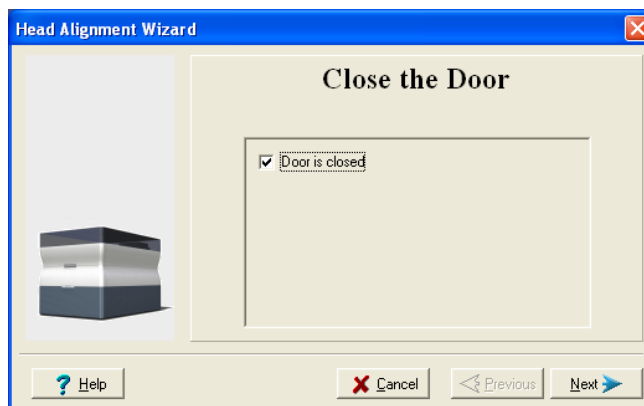 Head Alignment Wizard
Close the Door
Door is closed
Help
Cancel
Previous
Next